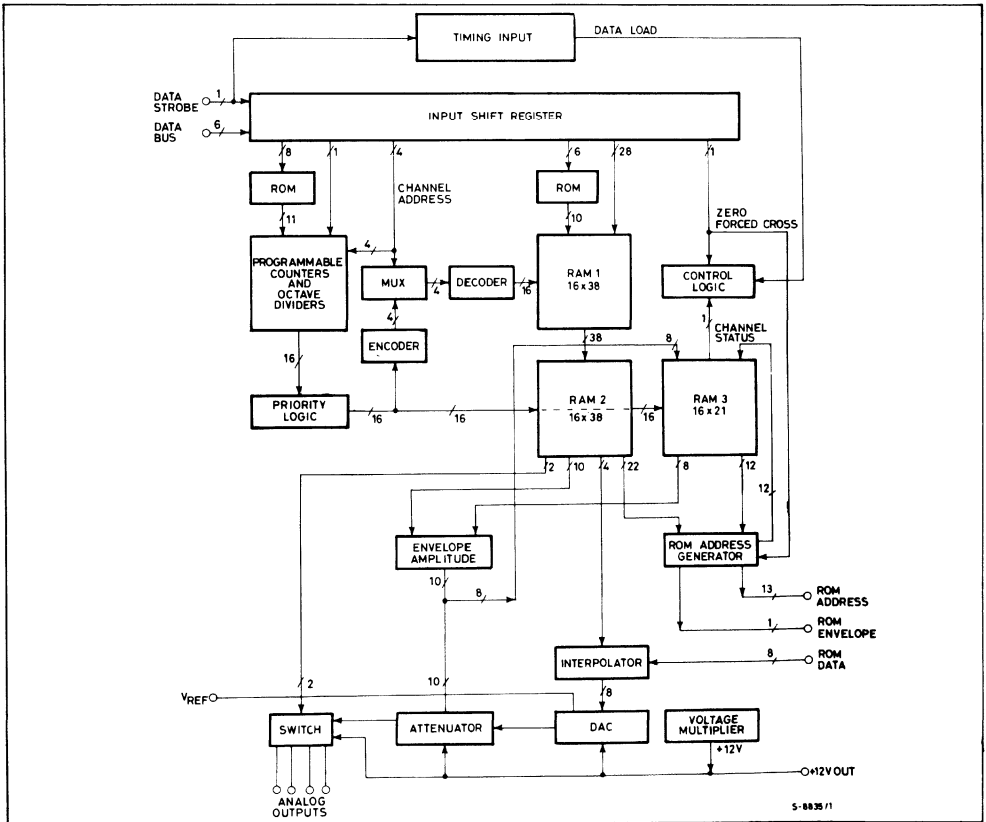 TIMING INPUT
DATA LOAD
DATA
STROBE
1
DATA
BUS
6
INPUT SHIFT REGISTER
8
1
4
6
28
1
ROM
CHANNEL
ADDRESS
ROM
11
10
ZERO
FORCED CROSS
4
PROGRAMMABLE
COUNTERS
AND
OCTAVE
DIVIDERS
MUX
4
DECODER
16
RAM 1
16 x 38
CONTROL
LOGIC
4
1
CHANNEL
STATUS
ENCODER
38
8
16
RAM 2
16 x 38
RAM 3
16 x 21
PRIORITY
LOGIC
16
16
16
2
10
4
22
8
12
12
ENVELOPE
AMPLITUDE
ROM ADDRESS
GENERATOR
10
8
13
ROM
ADDRESS
1
ROM
ENVELOPE
INTERPOLATOR
8
ROM
DATA
2
10
8
VREF
SWITCH
ATTENUATOR
DAC
VOLTAGE
MULTIPLIER
+12V
+12V OUT
ANALOG
OUTPUTS
S-8835/1